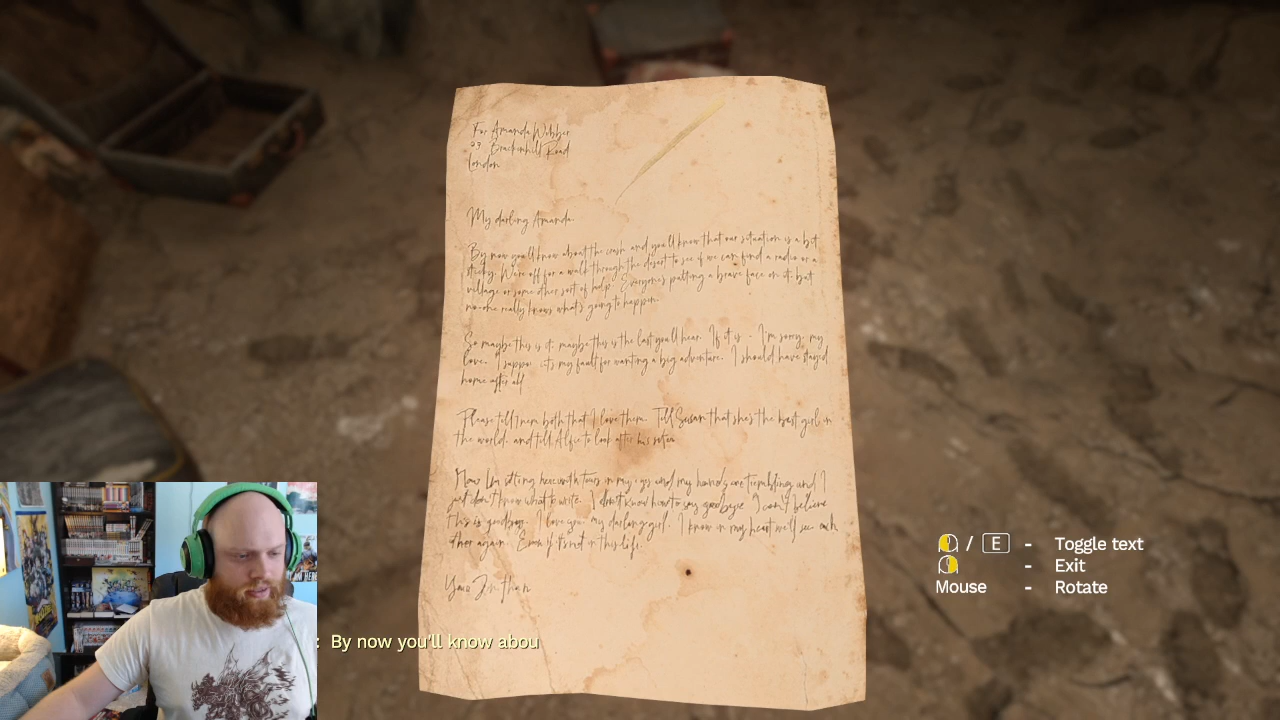 For Amanda Webber
23 Brackenhill Road
London
My darling Amanda.
By now you'll know about the crash and you'll know that our situation is a bit
sticky. We're off for a walk through the desert to see if we can find a radio or a
village or some other sort of help. Everyone's putting a brave face on it, but
no-one really knows what's going to happen.
So maybe this is it, maybe this is the last you'll hear. If it is - I'm sorry, my
love. I suppose it's my fault for wanting a big adventure. I should have stayed
home after all
Please tell them both that I love them. Tell Susan that she's the best girl in
the world, and tell Alfie to look after his sister.
Now I'm sitting here with tears in my eyes and my hands are trembling and I
just don't know what to write. I don't know how to say goodbye. I can't believe
this is goodbye. I love you my darling girl. I know in my heart we'll see each
other again. Even if it's not in this life.
Your Jonathan
: By now you'll know abou
/ E - Toggle text
- Exit
Mouse - Rotate